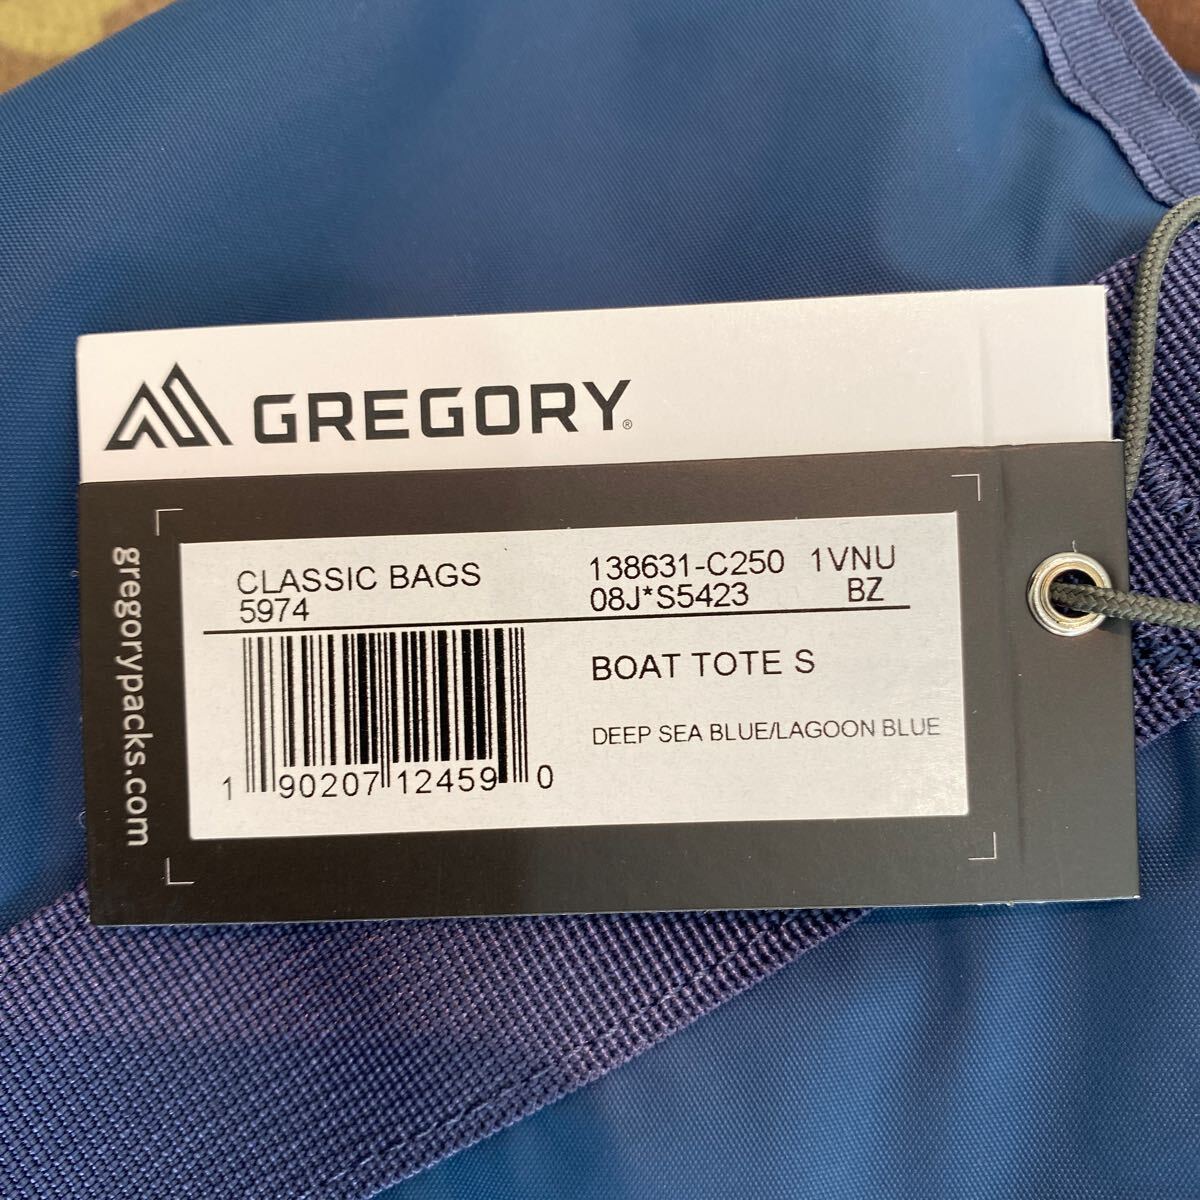 GREGORY®
gregorypacks.com
CLASSIC BAGS 138631-C250 1VNU
5974 08J*S5423 BZ
BOAT TOTE S
DEEP SEA BLUE/LAGOON BLUE
1 90207 12459 0